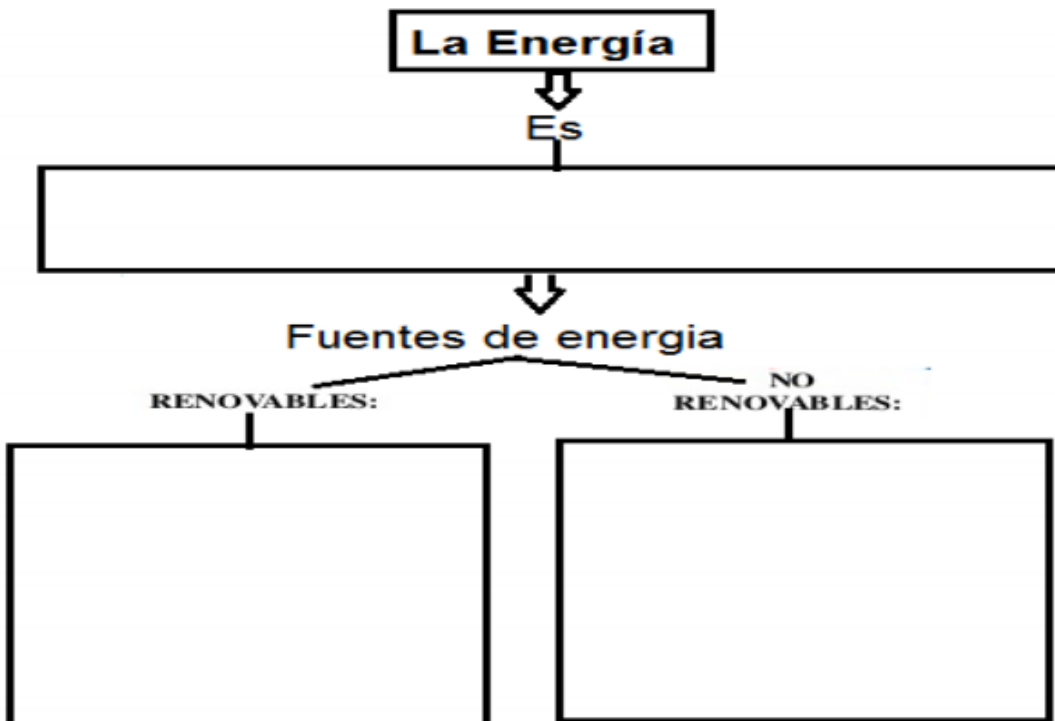 La Energía
Es
Fuentes de energia
RENOVABLES:
NO
RENOVABLES: